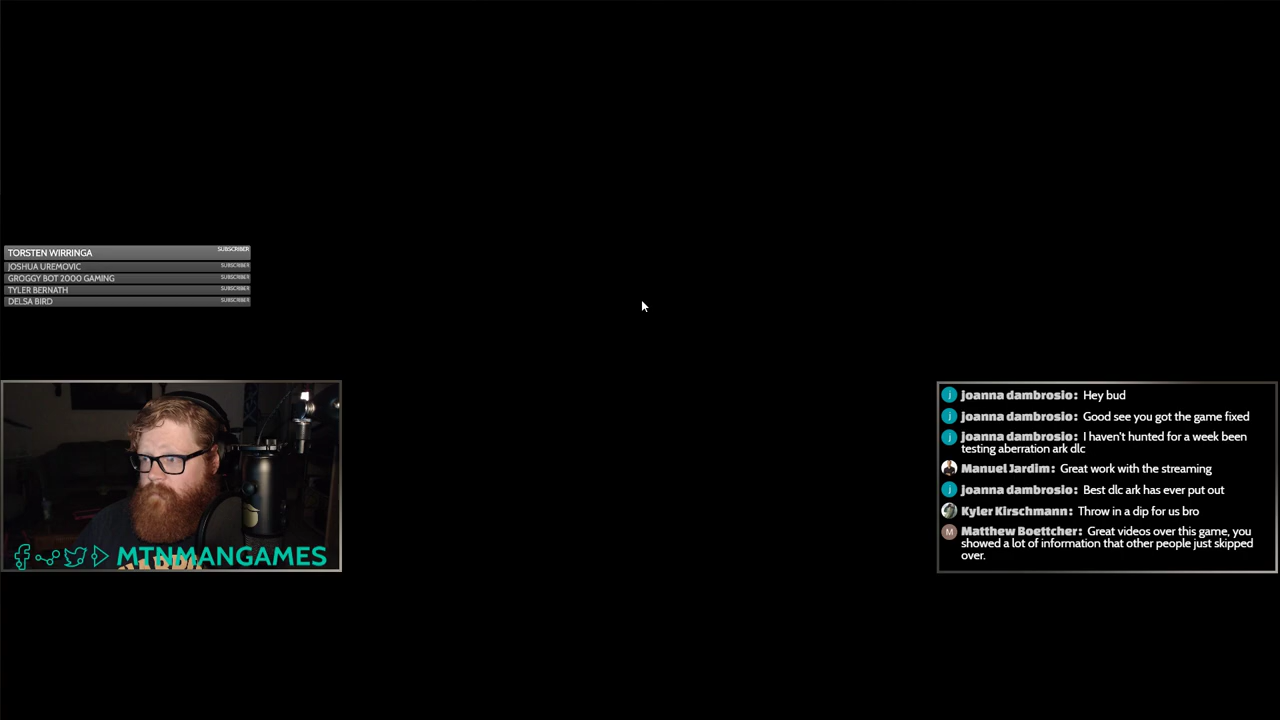 TORSTEN WIRRINGA SUBSCRIBER
JOSHUA UREMOVIC SUBSCRIBER
GROGGY BOT 2000 GAMING SUBSCRIBER
TYLER BERNATH SUBSCRIBER
DELSA BIRD SUBSCRIBER
MTNMANGAMES
j joanna dambrosio: Hey bud
j joanna dambrosio: Good see you got the game fixed
j joanna dambrosio: I haven't hunted for a week been
testing aberration ark dlc
Manuel Jardim: Great work with the streaming
j joanna dambrosio: Best dlc ark has ever put out
Kyler Kirschmann: Throw in a dip for us bro
M Matthew Boettcher: Great videos over this game, you
showed a lot of information that other people just skipped
over.